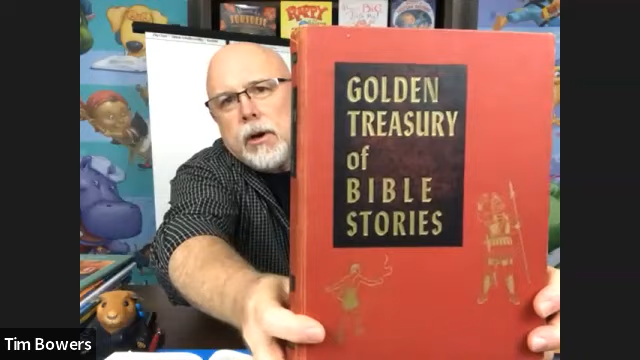 GOLDEN
TREASURY
of
BIBLE
STORIES
Tim Bowers